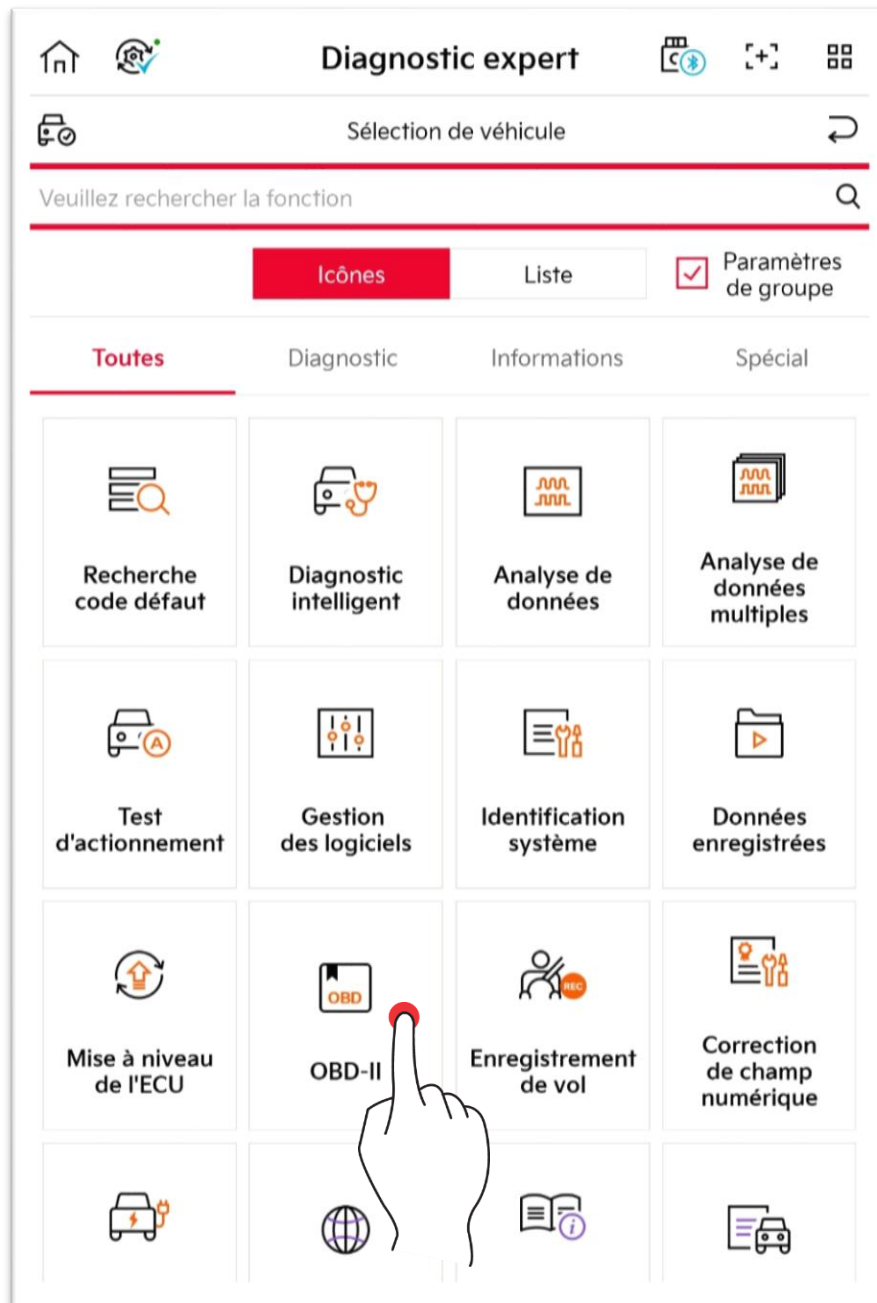 Diagnostic expert
Sélection de véhicule
Veuillez rechercher la fonction
Icônes
Liste
Paramètres
de groupe
Toutes
Diagnostic
Informations
Spécial
Recherche
code défaut
Diagnostic
intelligent
Analyse de
données
Analyse de
données
multiples
A
Test
d'actionnement
Gestion
des logiciels
Identification
système
Données
enregistrées
Mise à niveau
de l'ECU
OBD
OBD-II
REC
Enregistrement
de vol
Correction
de champ
numérique